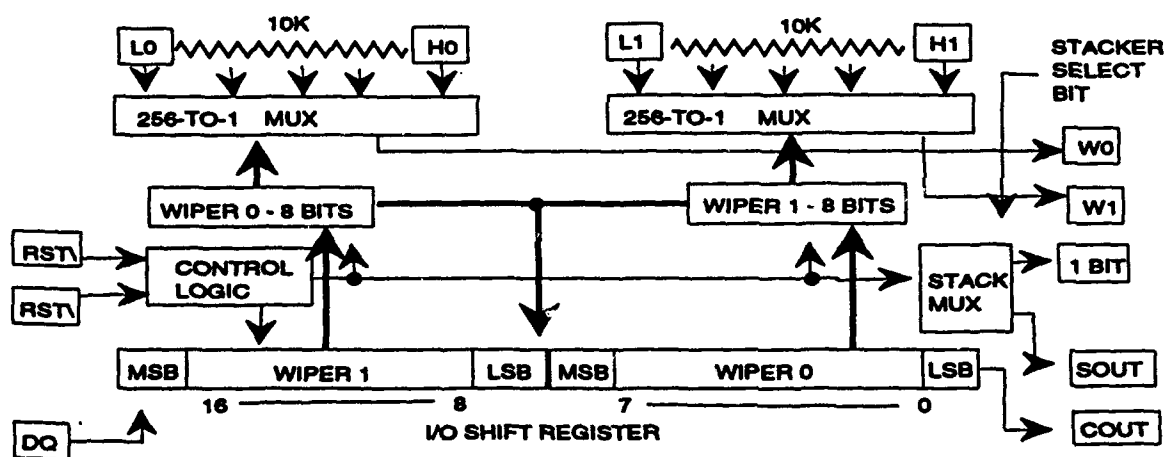 10K
10K
L0
H0
L1
H1
STACKER
SELECT
BIT
256-TO-1 MUX
256-TO-1 MUX
W0
WIPER 0 - 8 BITS
WIPER 1 - 8 BITS
W1
RST\
CONTROL
LOGIC
RST\
STACK
MUX
1 BIT
MSB
WIPER 1
LSB
MSB
WIPER 0
LSB
SOUT
16
8
7
0
DQ
I/O SHIFT REGISTER
COUT